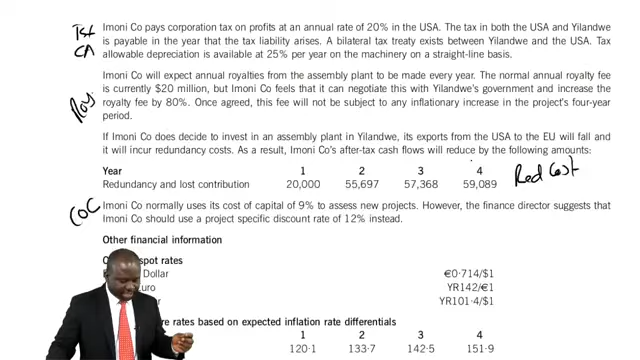 Tst
CA
Imoni Co pays corporation tax on profits at an annual rate of 20% in the USA. The tax in both the USA and Yilandwe
is payable in the year that the tax liability arises. A bilateral tax treaty exists between Yilandwe and the USA. Tax
allowable depreciation is available at 25% per year on the machinery on a straight-line basis.
Roy
Imoni Co will expect annual royalties from the assembly plant to be made every year. The normal annual royalty fee
is currently $20 million, but Imoni Co feels that it can negotiate this with Yilandwe's government and increase the
royalty fee by 80%. Once agreed, this fee will not be subject to any inflationary increase in the project's four-year
period.
If Imoni Co does decide to invest in an assembly plant in Yilandwe, its exports from the USA to the EU will fall and
it will incur redundancy costs. As a result, Imoni Co's after-tax cash flows will reduce by the following amounts:
Year 1 2 3 4
Redundancy and lost contribution 20,000 55,697 57,368 59,089
Red Cost
CoC
Imoni Co normally uses its cost of capital of 9% to assess new projects. However, the finance director suggests that
Imoni Co should use a project specific discount rate of 12% instead.
Other financial information
spot rates
Dollar €0·714/$1
uro YR142/€1
YR101·4/$1
re rates based on expected inflation rate differentials
1 2 3 4
120·1 133·7 142·5 151·9